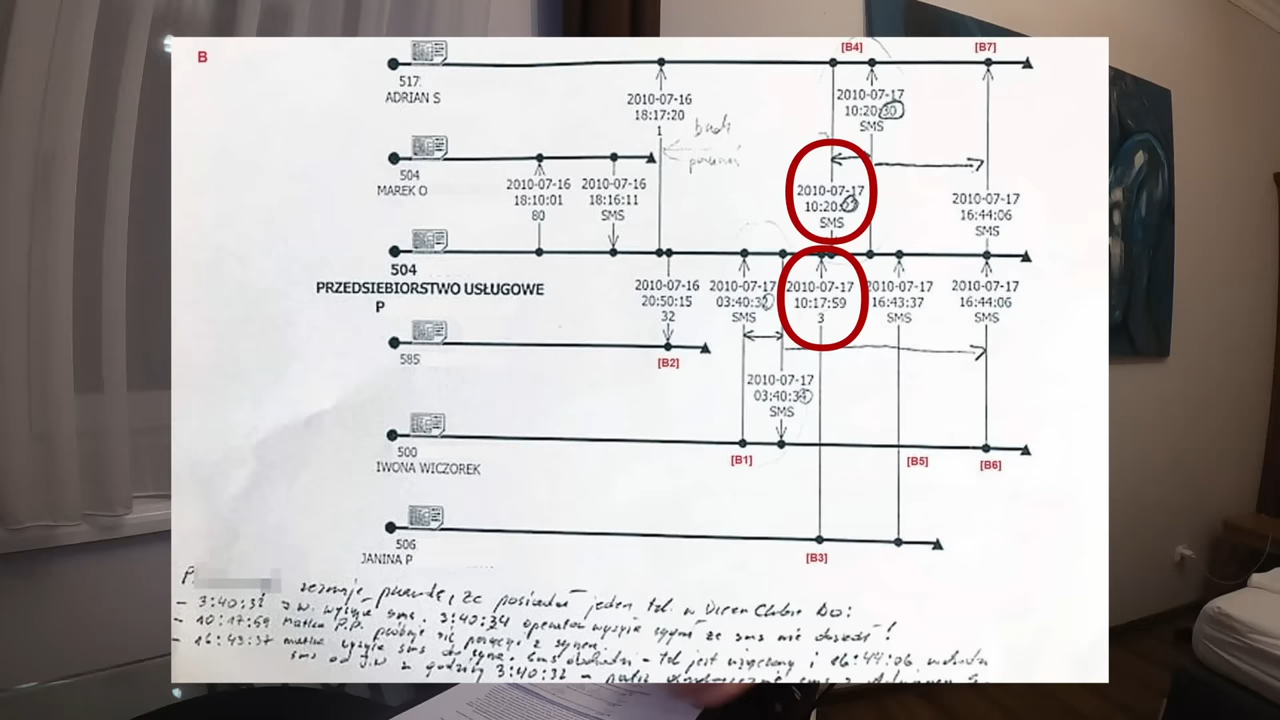 B
[B4]
[B7]
517
ADRIAN S
2010-07-16
18:17:20
1
2010-07-17
10:20:30
SMS
504
MAREK O
2010-07-16
18:10:01
80
2010-07-16
18:16:11
SMS
2010-07-17
10:20:
SMS
2010-07-17
16:44:06
SMS
504
PRZEDSIEBIORSTWO USŁUGOWE
P
2010-07-16
20:50:15
32
2010-07-17
03:40:32
SMS
2010-07-17
10:17:59
3
2010-07-17
16:43:37
SMS
2010-07-17
16:44:06
SMS
585
[B2]
2010-07-17
03:40:34
SMS
500
IWONA WICZOREK
[B1]
[B5]
[B6]
506
JANINA P
[B3]
P zeznaje prawdę, że posiadał jeden tel. w
- 3:40:32 wysyła sms. 3:40:34 operator wysyła że sms nie
- 10:17:59 matka P.P. próbuje się z synem.
- 16:43:37 matka wysyła sms do syna. sms - tel jest i 16:44:06
sms od I.W z godziny 3:40:32 -